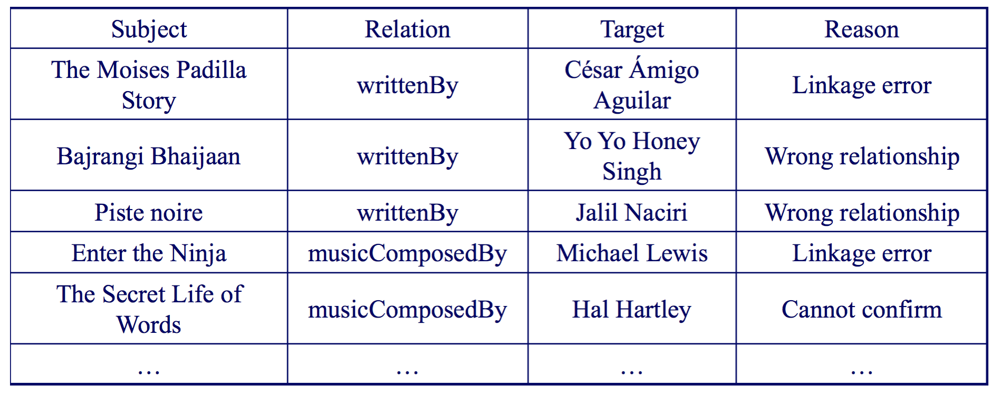 Subject Relation Target Reason
The Moises Padilla
Story
writtenBy
César Ámigo
Aguilar
Linkage error
Bajrangi Bhaijaan
writtenBy
Yo Yo Honey
Singh
Wrong relationship
Piste noire writtenBy Jalil Naciri Wrong relationship
Enter the Ninja musicComposedBy Michael Lewis Linkage error
The Secret Life of
Words
musicComposedBy
Hal Hartley
Cannot confirm
… … … …